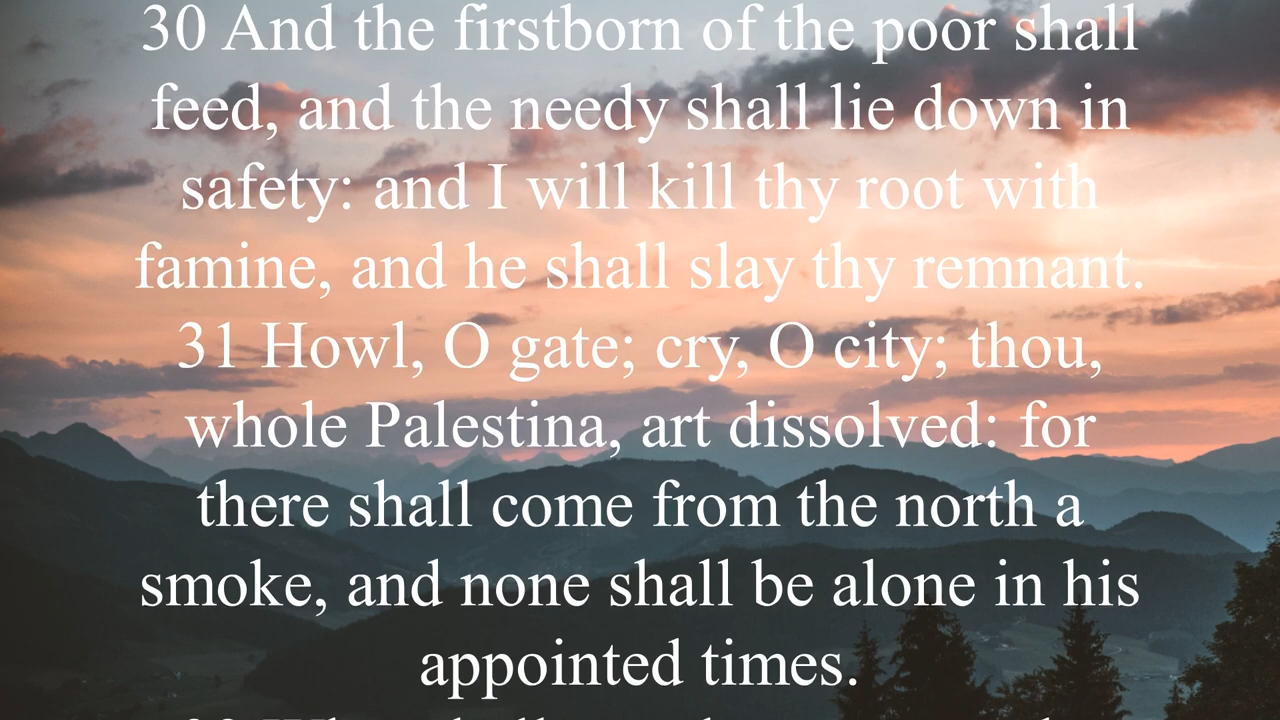 30 And the firstborn of the poor shall
feed, and the needy shall lie down in
safety: and I will kill thy root with
famine, and he shall slay thy remnant.
31 Howl, O gate; cry, O city; thou,
whole Palestina, art dissolved: for
there shall come from the north a
smoke, and none shall be alone in his
appointed times.